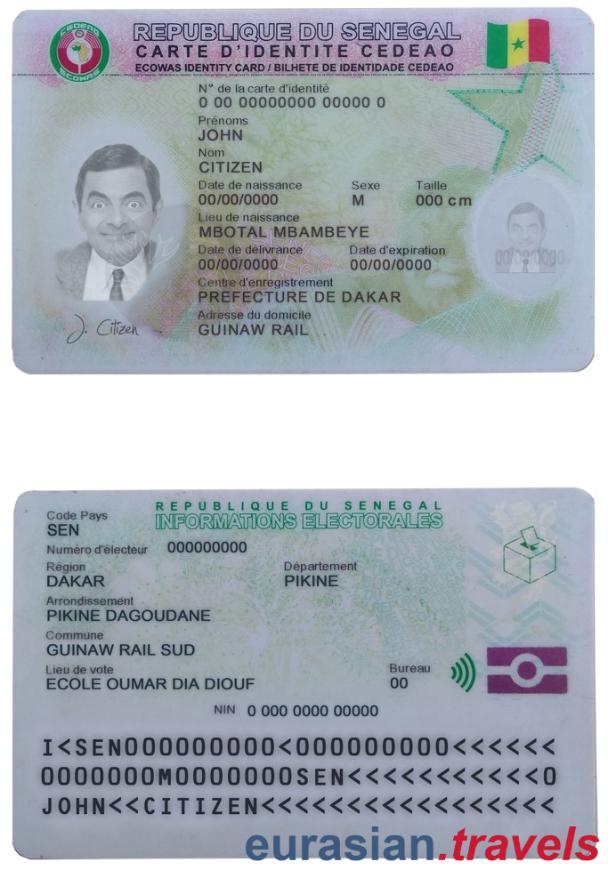 CEDEAO
ECOWAS
REPUBLIQUE DU SENEGAL
CARTE D'IDENTITE CEDEAO
ECOWAS IDENTITY CARD / BILHETE DE IDENTIDADE CEDEAO
N° de la carte d'identité
0 00 00000000 00000 0
Prénoms
JOHN
Nom
CITIZEN
Date de naissance Sexe Taille
00/00/0000 M 000 cm
Lieu de naissance
MBOTAL MBAMBEYE
Date de délivrance Date d'expiration
00/00/0000 00/00/0000
Centre d'enregistrement
PREFECTURE DE DAKAR
Adresse du domicile
GUINAW RAIL
J. Citizen
REPUBLIQUE DU SENEGAL
INFORMATIONS ELECTORALES
Code Pays
SEN
Numéro d'électeur 000000000
Région Département
DAKAR PIKINE
Arrondissement
PIKINE DAGOUDANE
Commune
GUINAW RAIL SUD
Lieu de vote Bureau
ECOLE OUMAR DIA DIOUF 00
NIN 0 000 0000 00000
I<SEN000000000<000000000<<<<<<
0000000M0000000SEN<<<<<<<<<<<0
JOHN<<CITIZEN<<<<<<<<<<<<<<<<<
eurasian.travels